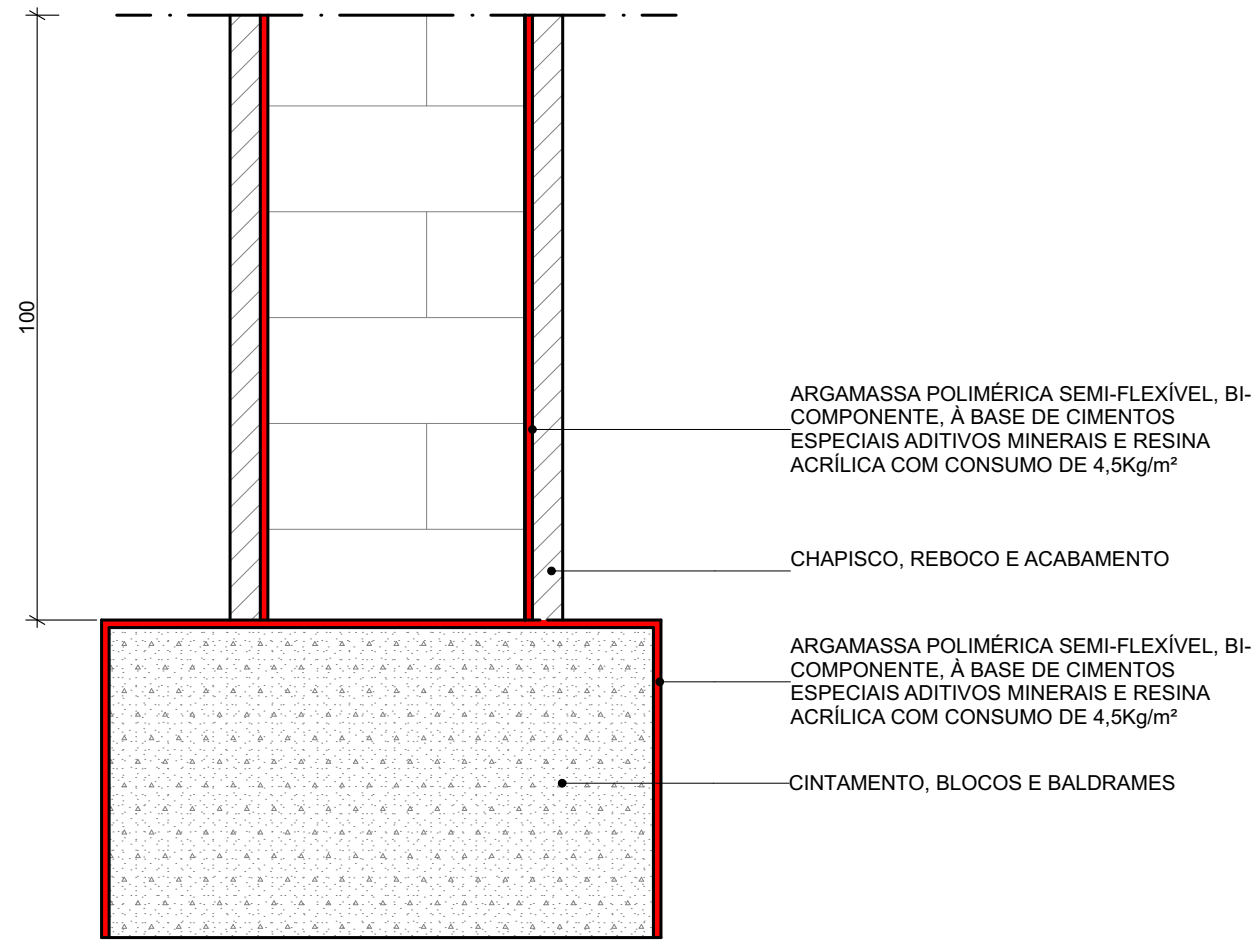 100
ARGAMASSA POLIMÉRICA SEMI-FLEXÍVEL, BI-
COMPONENTE, À BASE DE CIMENTOS
ESPECIAIS ADITIVOS MINERAIS E RESINA
ACRÍLICA COM CONSUMO DE 4,5Kg/m²
CHAPISCO, REBOCO E ACABAMENTO
ARGAMASSA POLIMÉRICA SEMI-FLEXÍVEL, BI-
COMPONENTE, À BASE DE CIMENTOS
ESPECIAIS ADITIVOS MINERAIS E RESINA
ACRÍLICA COM CONSUMO DE 4,5Kg/m²
CINTAMENTO, BLOCOS E BALDRAMES